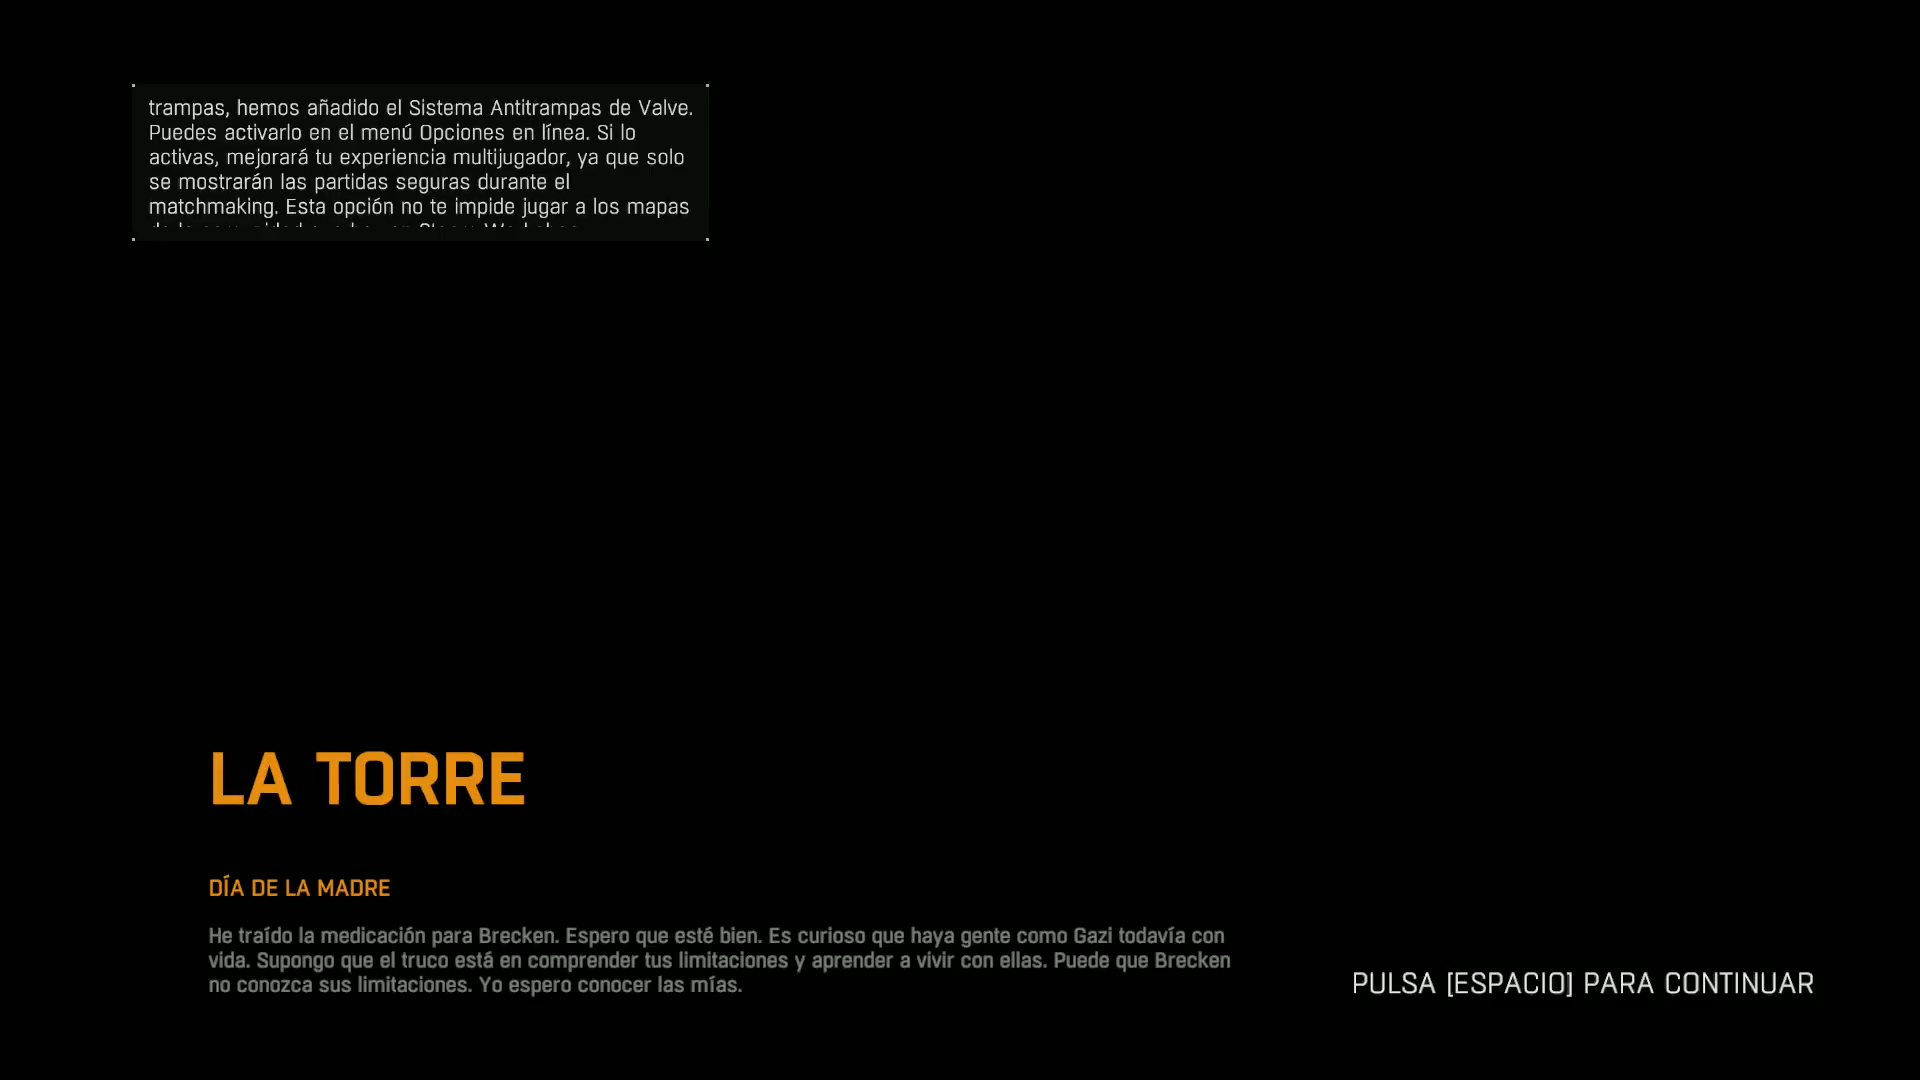 trampas, hemos añadido el Sistema Antitrampas de Valve.
Puedes activarlo en el menú Opciones en línea. Si lo
activas, mejorará tu experiencia multijugador, ya que solo
se mostrarán las partidas seguras durante el
matchmaking. Esta opción no te impide jugar a los mapas
LA TORRE
DÍA DE LA MADRE
He traído la medicación para Brecken. Espero que esté bien. Es curioso que haya gente como Gazi todavía con
vida. Supongo que el truco está en comprender tus limitaciones y aprender a vivir con ellas. Puede que Brecken
no conozca sus limitaciones. Yo espero conocer las mías.
PULSA [ESPACIO] PARA CONTINUAR